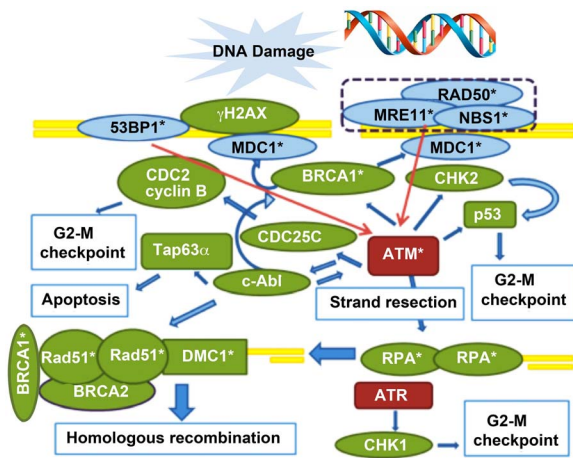 DNA Damage
RAD50*
γH2AX
MRE11*
NBS1*
53BP1*
MDC1*
MDC1*
CDC2
cyclin B
BRCA1*
CHK2
p53
G2-M
checkpoint
CDC25C
Tap63α
ATM*
c-Abl
G2-M
checkpoint
Apoptosis
Strand resection
BRCA1*
Rad51*
Rad51*
DMC1*
RPA*
RPA*
BRCA2
ATR
Homologous recombination
CHK1
G2-M
checkpoint